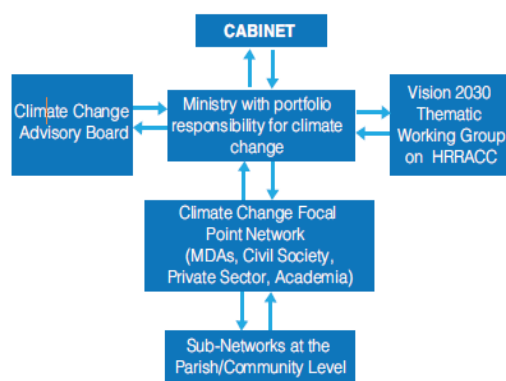 CABINET
Climate Change
Advisory Board
Ministry with portfolio
responsibility for climate
change
Vision 2030
Thematic
Working Group
on HRRACC
Climate Change Focal
Point Network
(MDAs, Civil Society,
Private Sector, Academia)
Sub-Networks at the
Parish/Community Level